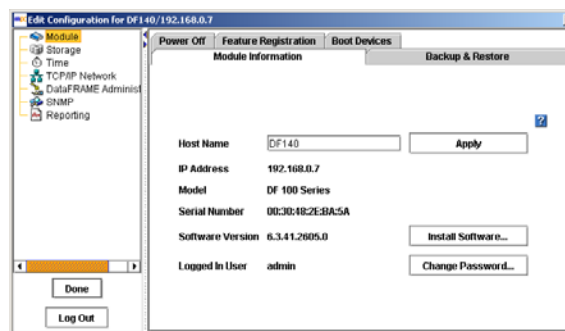 Edit Configuration for DF140/192.168.0.7
Module
Storage
Time
TCP/IP Network
DataFRAME Administ
SNMP
Reporting
Done
Log Out
Power Off Feature Registration Boot Devices
Module Information Backup & Restore
?
Host Name DF140 Apply
IP Address 192.168.0.7
Model DF 100 Series
Serial Number 00:30:48:2E:BA:5A
Software Version 6.3.41.2605.0 Install Software...
Logged In User admin Change Password...